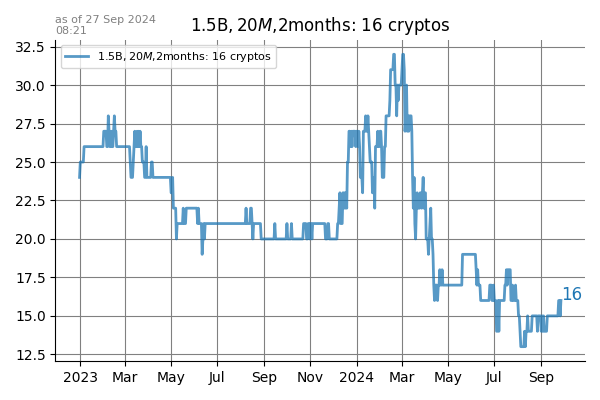 as of 27 Sep 2024
08:21
1.5B, 20M, 2months: 16 cryptos
1.5B, 20M, 2months: 16 cryptos
32.5
30.0
27.5
25.0
22.5
20.0
17.5
15.0
12.5
16
2023 Mar May Jul Sep Nov 2024 Mar May Jul Sep